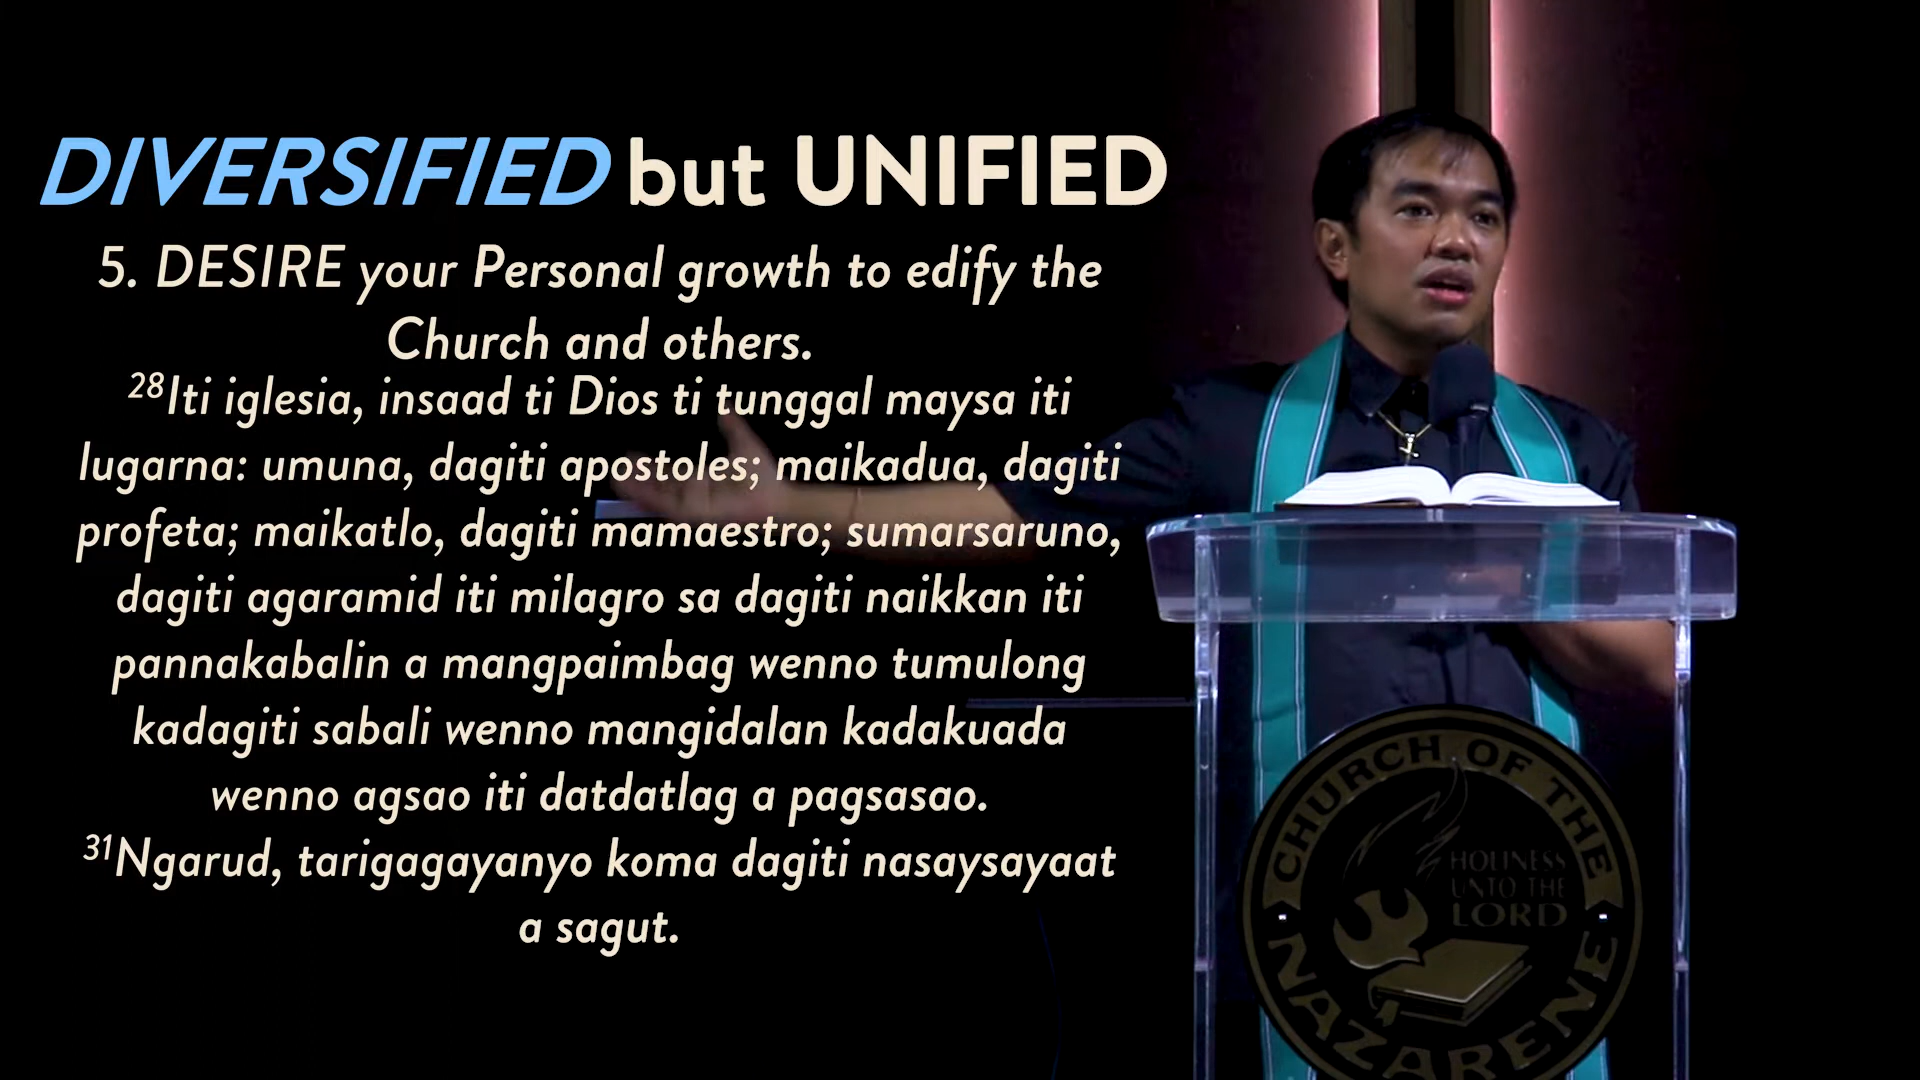 DIVERSIFIED but UNIFIED
5. DESIRE your Personal growth to edify the
Church and others.
28Iti iglesia, insaad ti Dios ti tunggal maysa iti
lugarna: umuna, dagiti apostoles; maikadua, dagiti
profeta; maikatlo, dagiti mamaestro; sumarsaruno,
dagiti agaramid iti milagro sa dagiti naikkan iti
pannakabalin a mangpaimbag wenno tumulong
kadagiti sabali wenno mangidalan kadakuada
wenno agsao iti datdatlag a pagsasao.
31Ngarud, tarigagayanyo koma dagiti nasaysayaat
a sagut.
CHURCH OF THE
HOLINESS
UNTO THE
LORD
NAZARENE